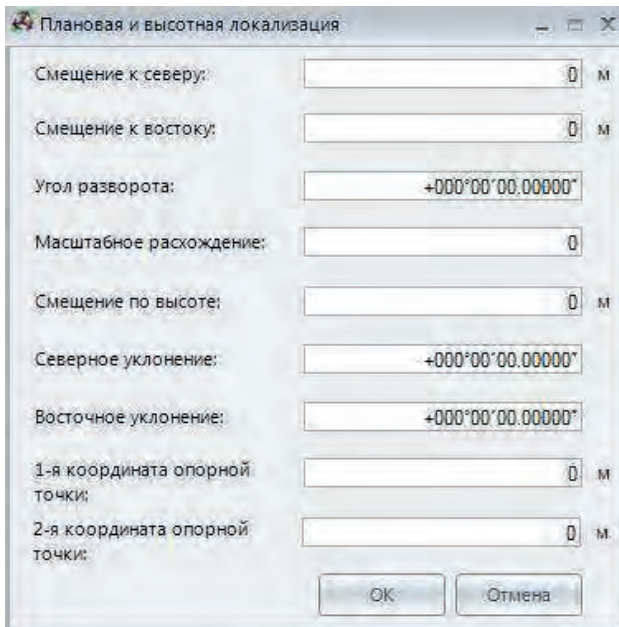 Плановая и высотная локализация
Смещение к северу: 0 м
Смещение к востоку: 0 м
Угол разворота: +000°00'00.00000"
Масштабное расхождение: 0
Смещение по высоте: 0 м
Северное уклонение: +000°00'00.00000"
Восточное уклонение: +000°00'00.00000"
1-я координата опорной
точки: 0 м
2-я координата опорной
точки: 0 м
ОК Отмена